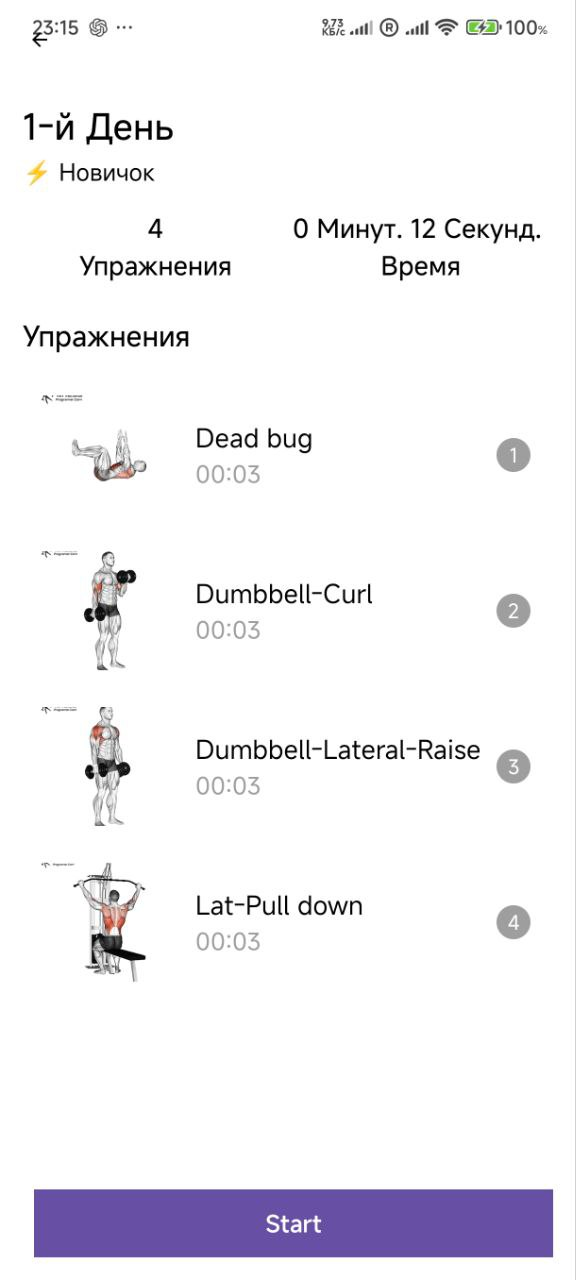 23:15 ... 9,73 КБ/с R 100%
1-й День
⚡ Новичок
4
Упражнения
0 Минут. 12 Секунд.
Время
Упражнения
Dead bug
00:03
1
Dumbbell-Curl
00:03
2
Dumbbell-Lateral-Raise
00:03
3
Lat-Pull down
00:03
4
Start